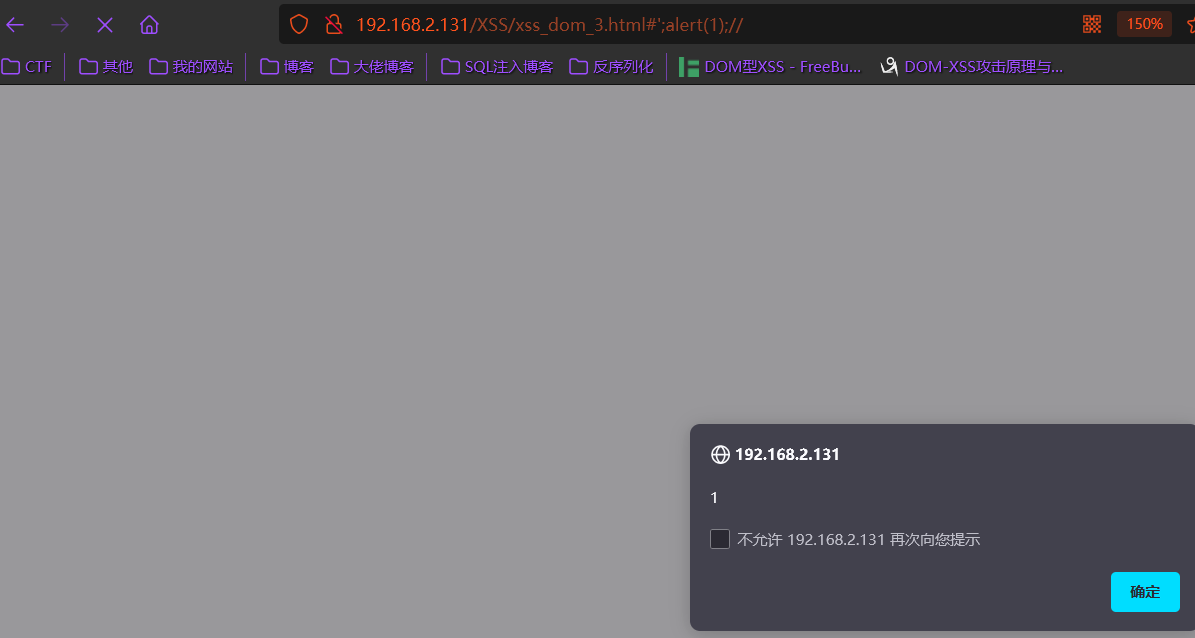 192.168.2.131/XSS/xss_dom_3.html#';alert(1);// 150%
CTF 其他 我的网站 博客 大佬博客 SQL注入博客 反序列化 DOM型XSS - FreeBu... DOM-XSS攻击原理与...
192.168.2.131
1
不允许 192.168.2.131 再次向您提示
确定